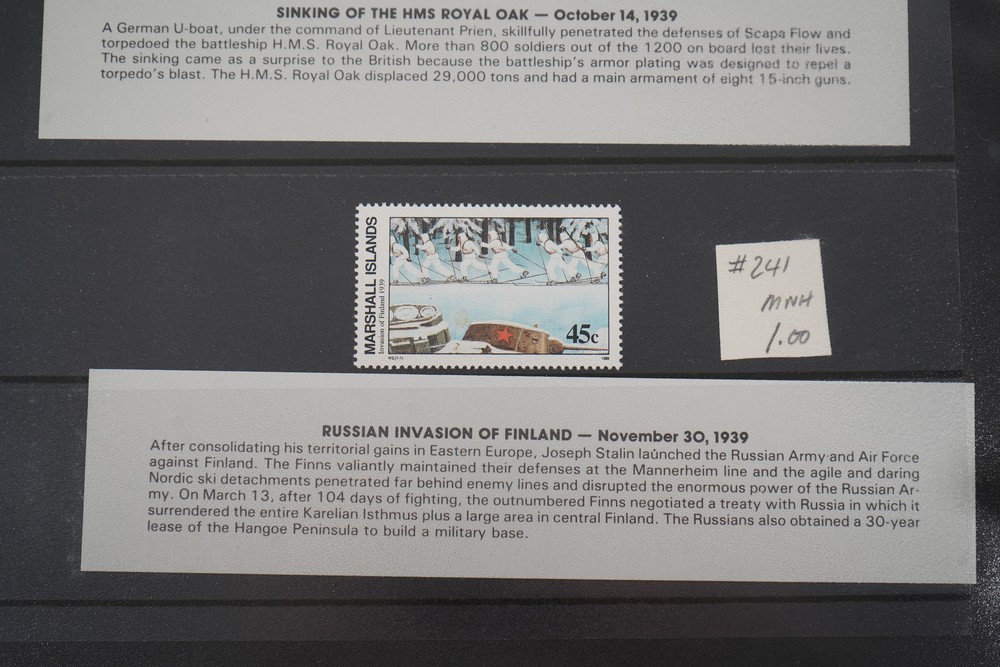 SINKING OF THE HMS ROYAL OAK — October 14, 1939
A German U-boat, under the command of Lieutenant Prien, skillfully penetrated the defenses of Scapa Flow and
torpedoed the battleship H.M.S. Royal Oak. More than 800 soldiers out of the 1200 on board lost their lives.
The sinking came as a surprise to the British because the battleship's armor plating was designed to repel a
torpedo's blast. The H.M.S. Royal Oak displaced 29,000 tons and had a main armament of eight 15-inch guns.
MARSHALL ISLANDS
Invasion of Finland 1939
45c
1989
#241
MNH
1.00
RUSSIAN INVASION OF FINLAND — November 30, 1939
After consolidating his territorial gains in Eastern Europe, Joseph Stalin launched the Russian Army and Air Force
against Finland. The Finns valiantly maintained their defenses at the Mannerheim line and the agile and daring
Nordic ski detachments penetrated far behind enemy lines and disrupted the enormous power of the Russian Ar-
my. On March 13, after 104 days of fighting, the outnumbered Finns negotiated a treaty with Russia in which it
surrendered the entire Karelian Isthmus plus a large area in central Finland. The Russians also obtained a 30-year
lease of the Hangoe Peninsula to build a military base.